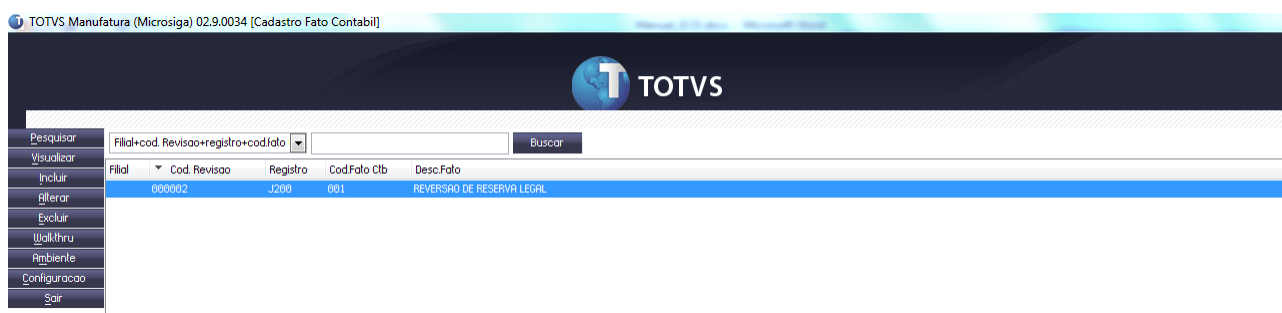 TOTVS Manufatura (Microsiga) 02.9.0034 [Cadastro Fato Contabil]
TOTVS
Pesquisar
Visualizar
Incluir
Alterar
Excluir
Walkthru
Ambiente
Configuracao
Sair
Filial+cod. Revisao+registro+cod.fato
Buscar
Filial Cod. Revisao Registro Cod.Fato Ctb Desc.Fato
000002 J200 001 REVERSAO DE RESERVA LEGAL